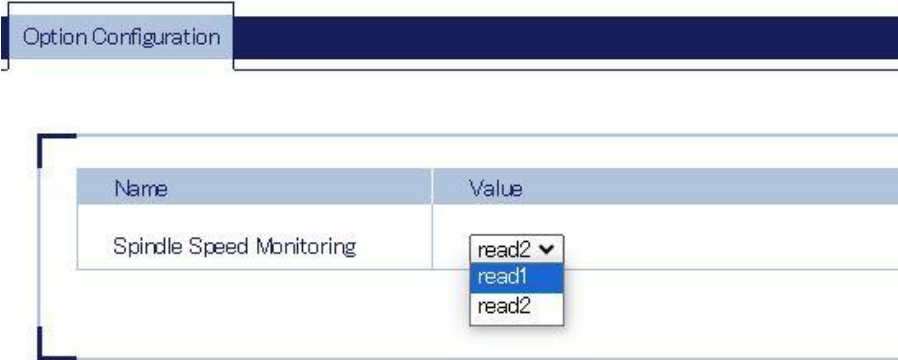 Option Configuration
Name Value
Spindle Speed Monitoring read2
read1
read2